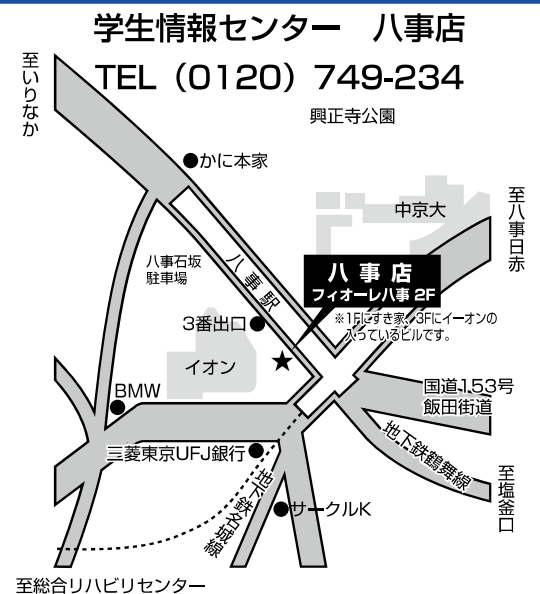 学生情報センター　八事店
TEL（0120）749-234
至いりなか
興正寺公園
かに本家
中京大
至八事日赤
八事石坂
駐車場
八事駅
八事店
フィオーレ八事 2F
※1Fにすき家、3Fにイーオンの
入っているビルです。
3番出口
イオン
BMW
国道153号
飯田街道
三菱東京UFJ銀行
地下鉄鶴舞線
地下鉄名城線
至塩釜口
サークルK
至総合リハビリセンター